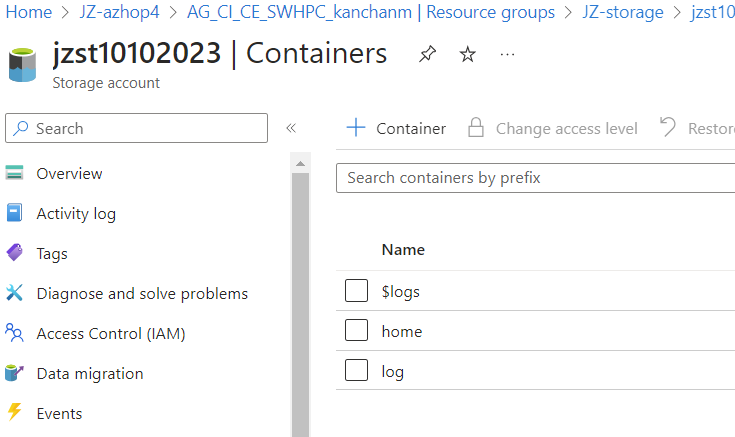 Home > JZ-azhop4 > AG_CI_CE_SWHPC_kanchanm | Resource groups > JZ-storage > jzst10
jzst10102023 | Containers
Storage account
Search
Container Change access level Restore
Search containers by prefix
Overview
Activity log
Tags
Diagnose and solve problems
Access Control (IAM)
Data migration
Events
Name
$logs
home
log